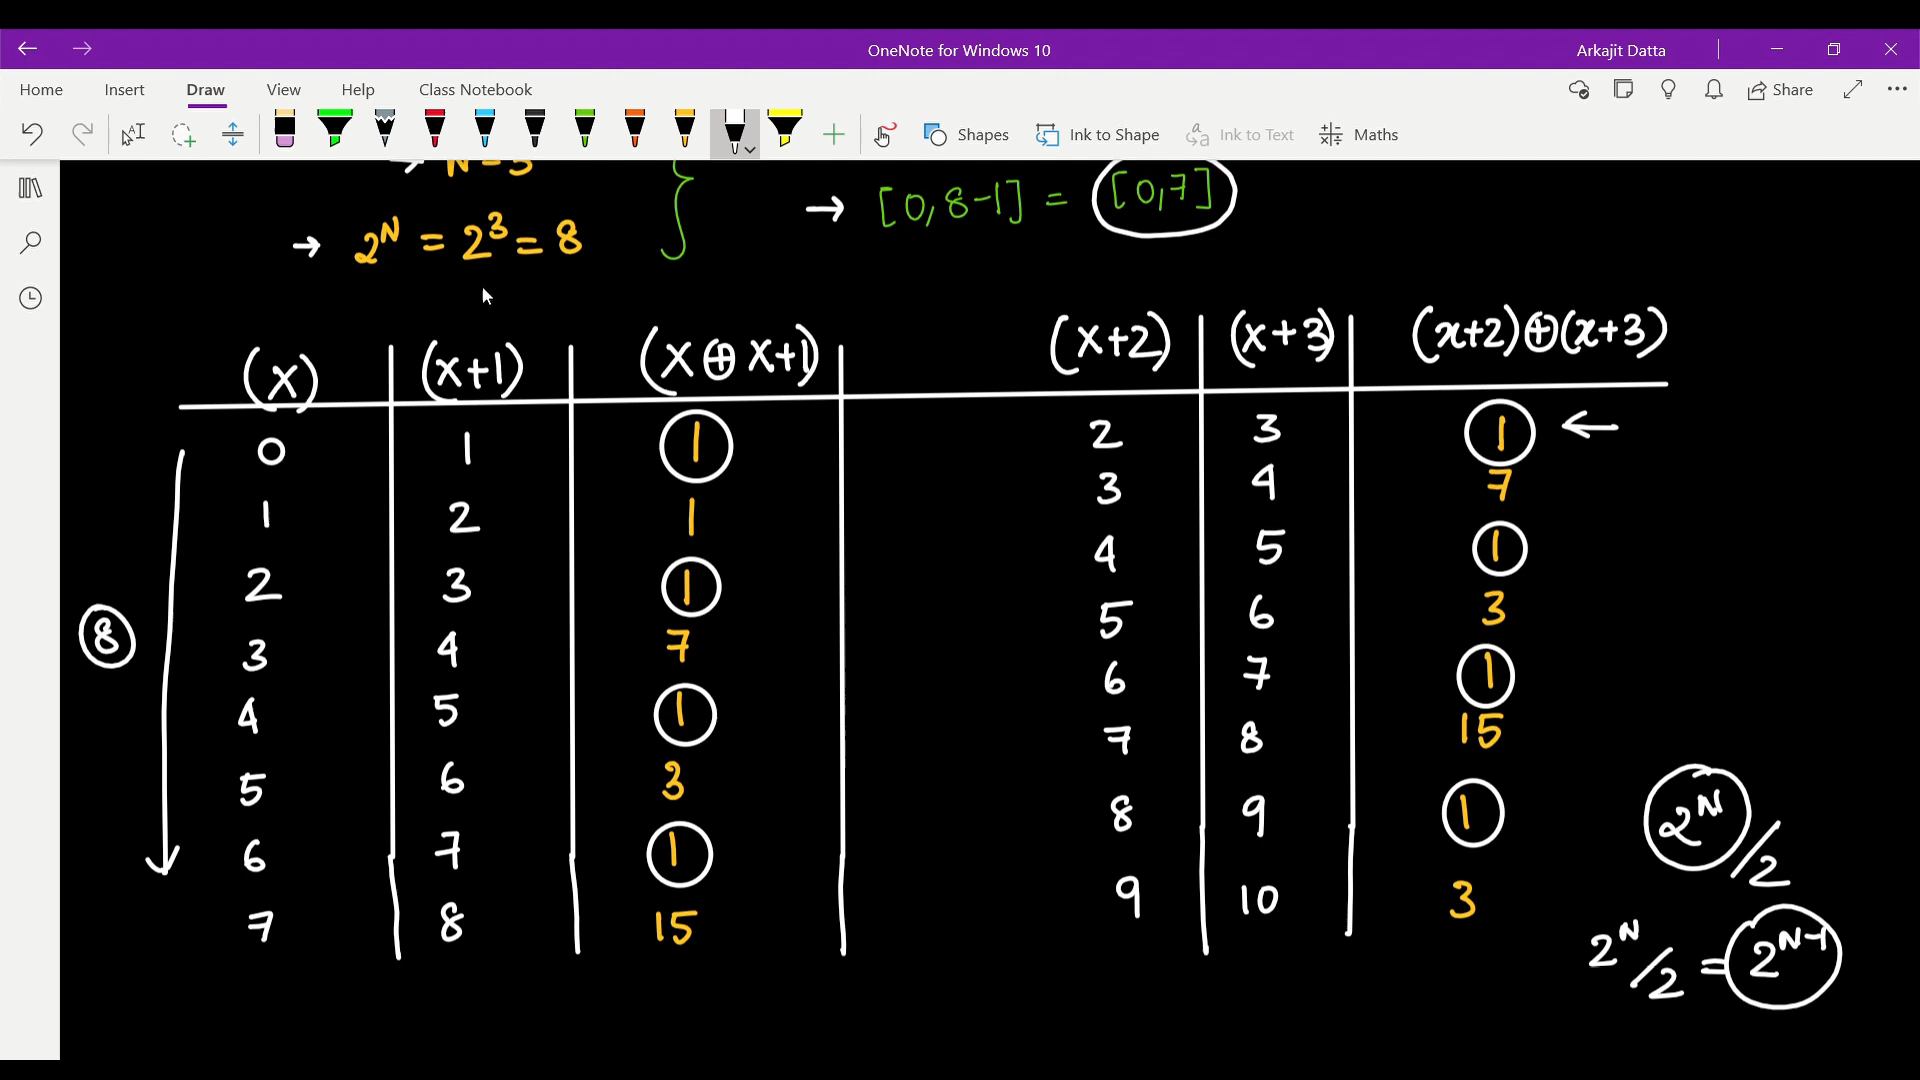 OneNote for Windows 10
Arkajit Datta
Home Insert Draw View Help Class Notebook
Share
Shapes Ink to Shape Ink to Text Maths
→ [0,8-1] = [0,7]
→ 2^N = 2^3 = 8
(x) (x+1) (x ⊕ x+1) (x+2) (x+3) (x+2)⊕(x+3)
0 1 1 2 3 1 ←
1 2 1 3 4 7
2 3 1 4 5 1
8
3 4 7 5 6 3
4 5 1 6 7 1
5 6 3 7 8 15
6 7 1 8 9 1
7 8 15 9 10 3
2^N/2
2^N/2 = 2^N-1